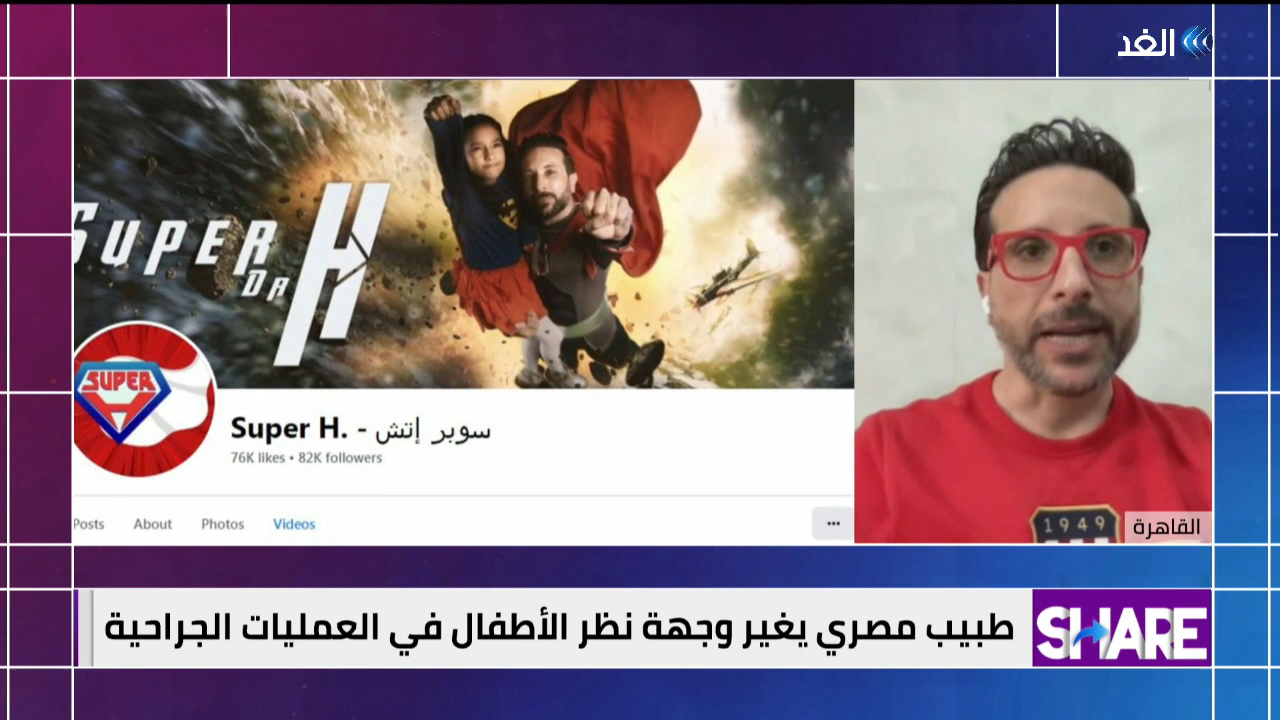 الغد
SUPER
DR
H
SUPER
H
Super H. - سوبر إتش
76K likes • 82K followers
Posts About Photos Videos
...
1949
القاهرة
طبيب مصري يغير وجهة نظر الأطفال في العمليات الجراحية
SHARE